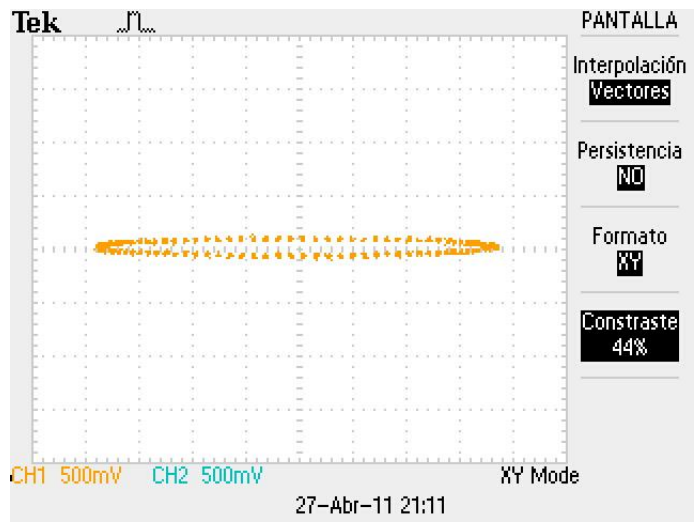 Tek
PANTALLA
Interpolación
Vectores
Persistencia
NO
Formato
XY
Constraste
44%
CH1 500mV CH2 500mV XY Mode
27-Abr-11 21:11